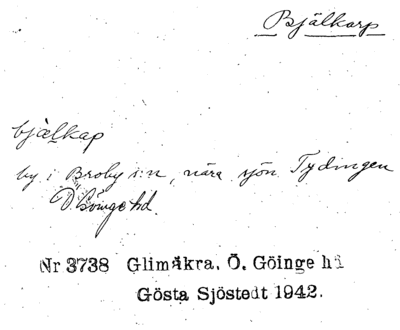 Bjälkarp
bjälkap
by i Broby i:n, nära sjön Tydingen
Ö. Göinge hd.
Nr 3738 Glimåkra. Ö. Göinge hd
Gösta Sjöstedt 1942.